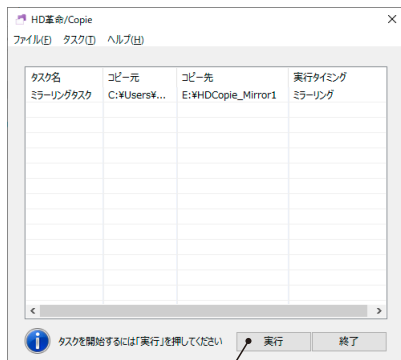 HD革命/Copie
ファイル(F) タスク(T) ヘルプ(H)
タスク名 コピー元 コピー先 実行タイミング
ミラーリングタスク C:¥Users¥... E:¥HDCopie_Mirror1 ミラーリング
タスクを開始するには「実行」を押してください 実行 終了